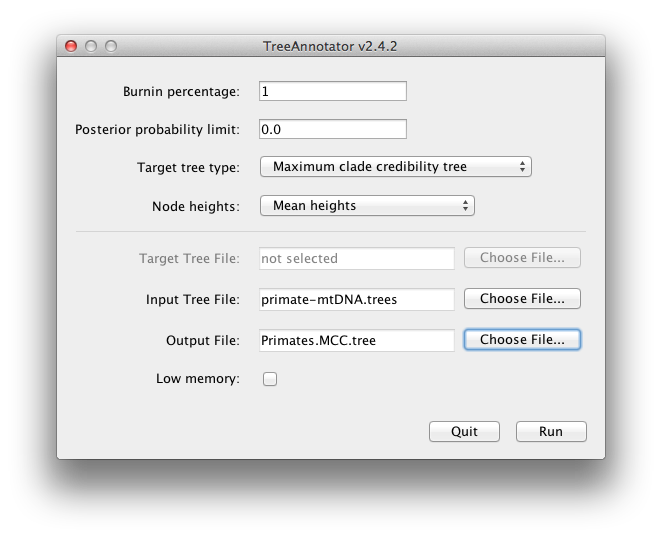 TreeAnnotator v2.4.2
Burnin percentage: 1
Posterior probability limit: 0.0
Target tree type: Maximum clade credibility tree
Node heights: Mean heights
Target Tree File: not selected Choose File...
Input Tree File: primate-mtDNA.trees Choose File...
Output File: Primates.MCC.tree Choose File...
Low memory:
Quit Run